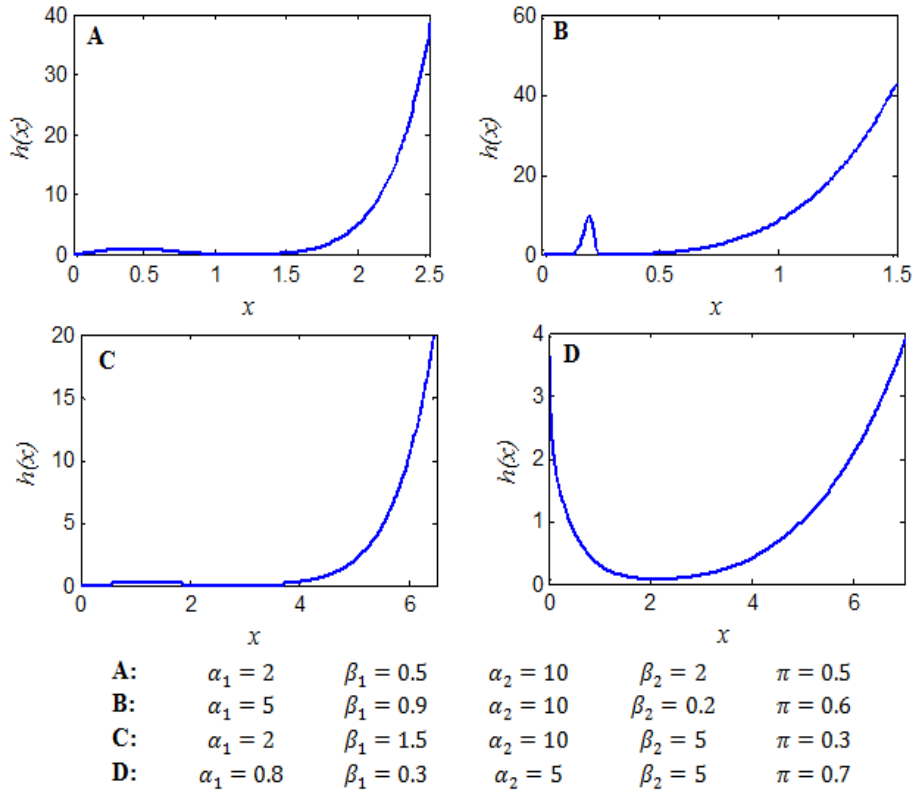 A
h(x)
40
30
20
10
0
0 0.5 1 1.5 2 2.5
x
B
h(x)
60
40
20
0
0 0.5 1 1.5
x
C
h(x)
20
15
10
5
0
0 2 4 6
x
D
h(x)
4
3
2
1
0
0 2 4 6
x
A: α₁ = 2 β₁ = 0.5 α₂ = 10 β₂ = 2 π = 0.5
B: α₁ = 5 β₁ = 0.9 α₂ = 10 β₂ = 0.2 π = 0.6
C: α₁ = 2 β₁ = 1.5 α₂ = 10 β₂ = 5 π = 0.3
D: α₁ = 0.8 β₁ = 0.3 α₂ = 5 β₂ = 5 π = 0.7